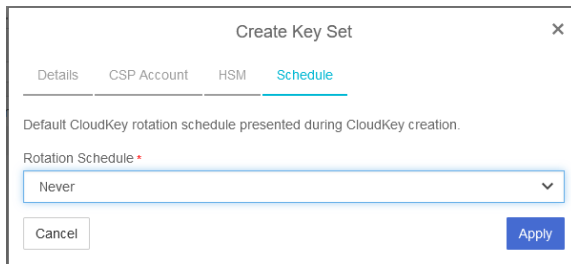 Create Key Set
Details CSP Account HSM Schedule
Default CloudKey rotation schedule presented during CloudKey creation.
Rotation Schedule *
Never
Cancel Apply